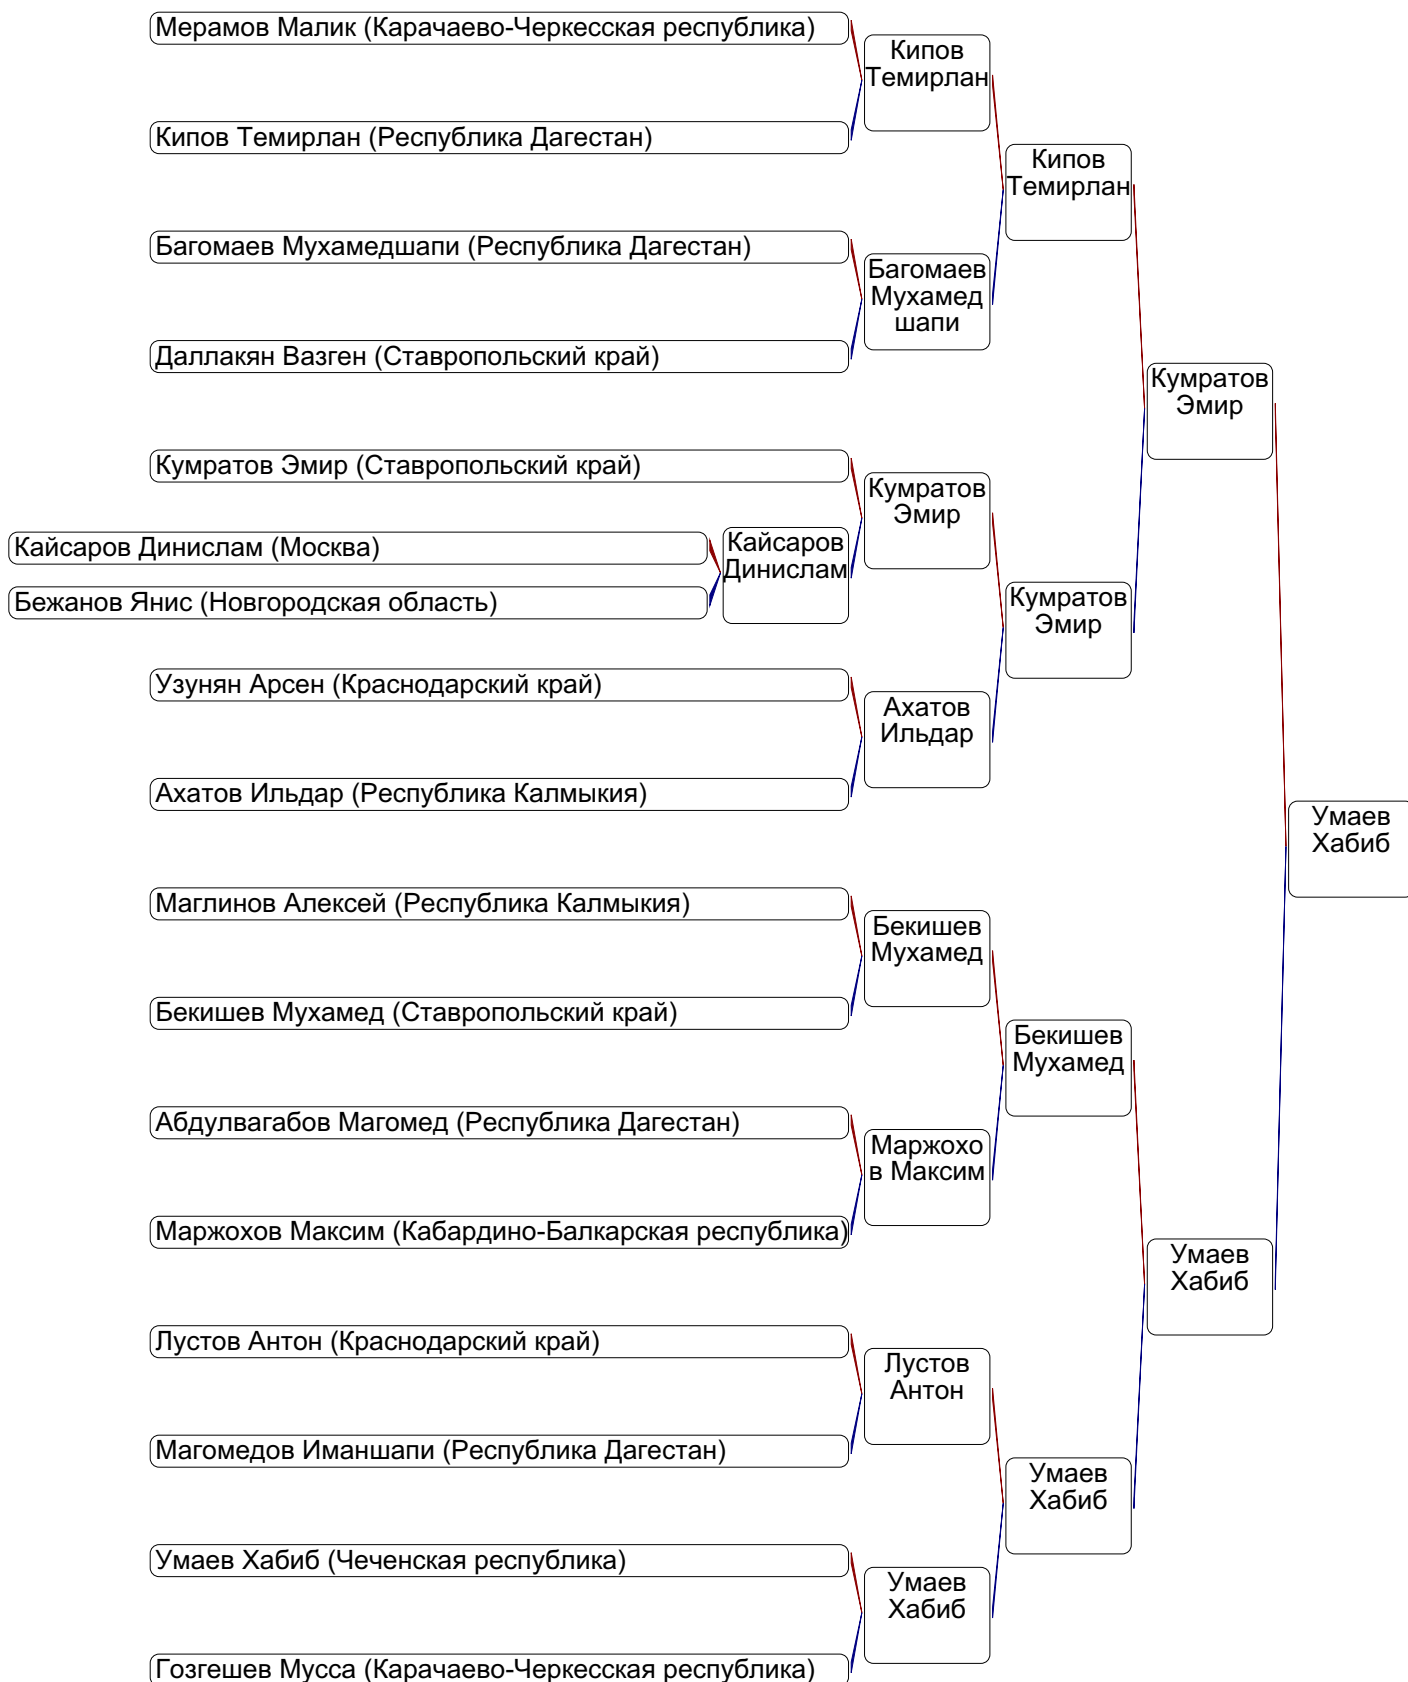 Мерамов Малик (Карачаево-Черкесская республика)
Кипов
Темирлан
Кипов Темирлан (Республика Дагестан)
Кипов
Темирлан
Багомаев Мухамедшапи (Республика Дагестан)
Багомаев
Мухамед
шапи
Даллакян Вазген (Ставропольский край)
Кумратов
Эмир
Кумратов Эмир (Ставропольский край)
Кумратов
Эмир
Кайсаров Динислам (Москва)
Кайсаров
Динислам
Бежанов Янис (Новгородская область)
Кумратов
Эмир
Узунян Арсен (Краснодарский край)
Ахатов
Ильдар
Ахатов Ильдар (Республика Калмыкия)
Умаев
Хабиб
Маглинов Алексей (Республика Калмыкия)
Бекишев
Мухамед
Бекишев Мухамед (Ставропольский край)
Бекишев
Мухамед
Абдулвагабов Магомед (Республика Дагестан)
Маржохо
в Максим
Маржохов Максим (Кабардино-Балкарская республика)
Умаев
Хабиб
Лустов Антон (Краснодарский край)
Лустов
Антон
Магомедов Иманшапи (Республика Дагестан)
Умаев
Хабиб
Умаев Хабиб (Чеченская республика)
Умаев
Хабиб
Гозгешев Мусса (Карачаево-Черкесская республика)